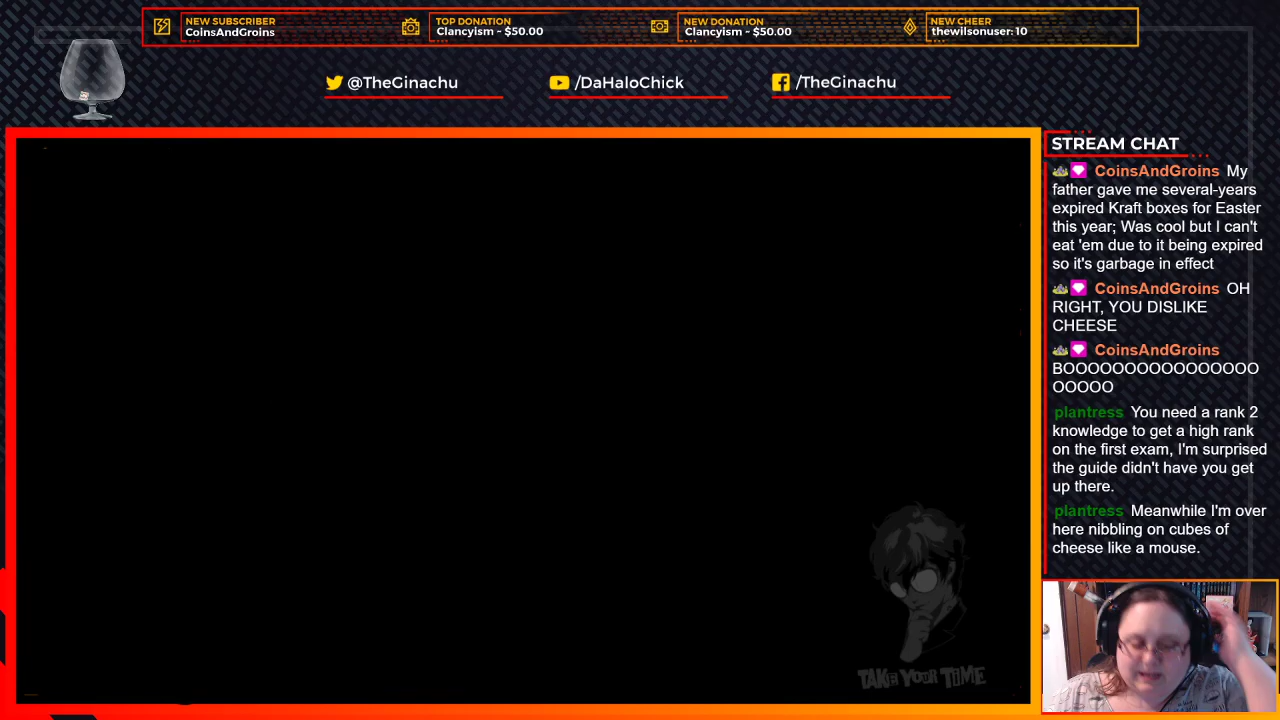 NEW SUBSCRIBER
CoinsAndGroins
TOP DONATION
Clancyism ~ $50.00
NEW DONATION
Clancyism ~ $50.00
NEW CHEER
thewilsonuser: 10
@TheGinachu
/DaHaloChick
/TheGinachu
STREAM CHAT
CoinsAndGroins My
father gave me several-years
expired Kraft boxes for Easter
this year; Was cool but I can't
eat 'em due to it being expired
so it's garbage in effect
CoinsAndGroins OH
RIGHT, YOU DISLIKE
CHEESE
CoinsAndGroins
BOOOOOOOOOOOOOOOO
OOOOO
plantress You need a rank 2
knowledge to get a high rank
on the first exam, I'm surprised
the guide didn't have you get
up there.
plantress Meanwhile I'm over
here nibbling on cubes of
cheese like a mouse.
TAKE YOUR TIME